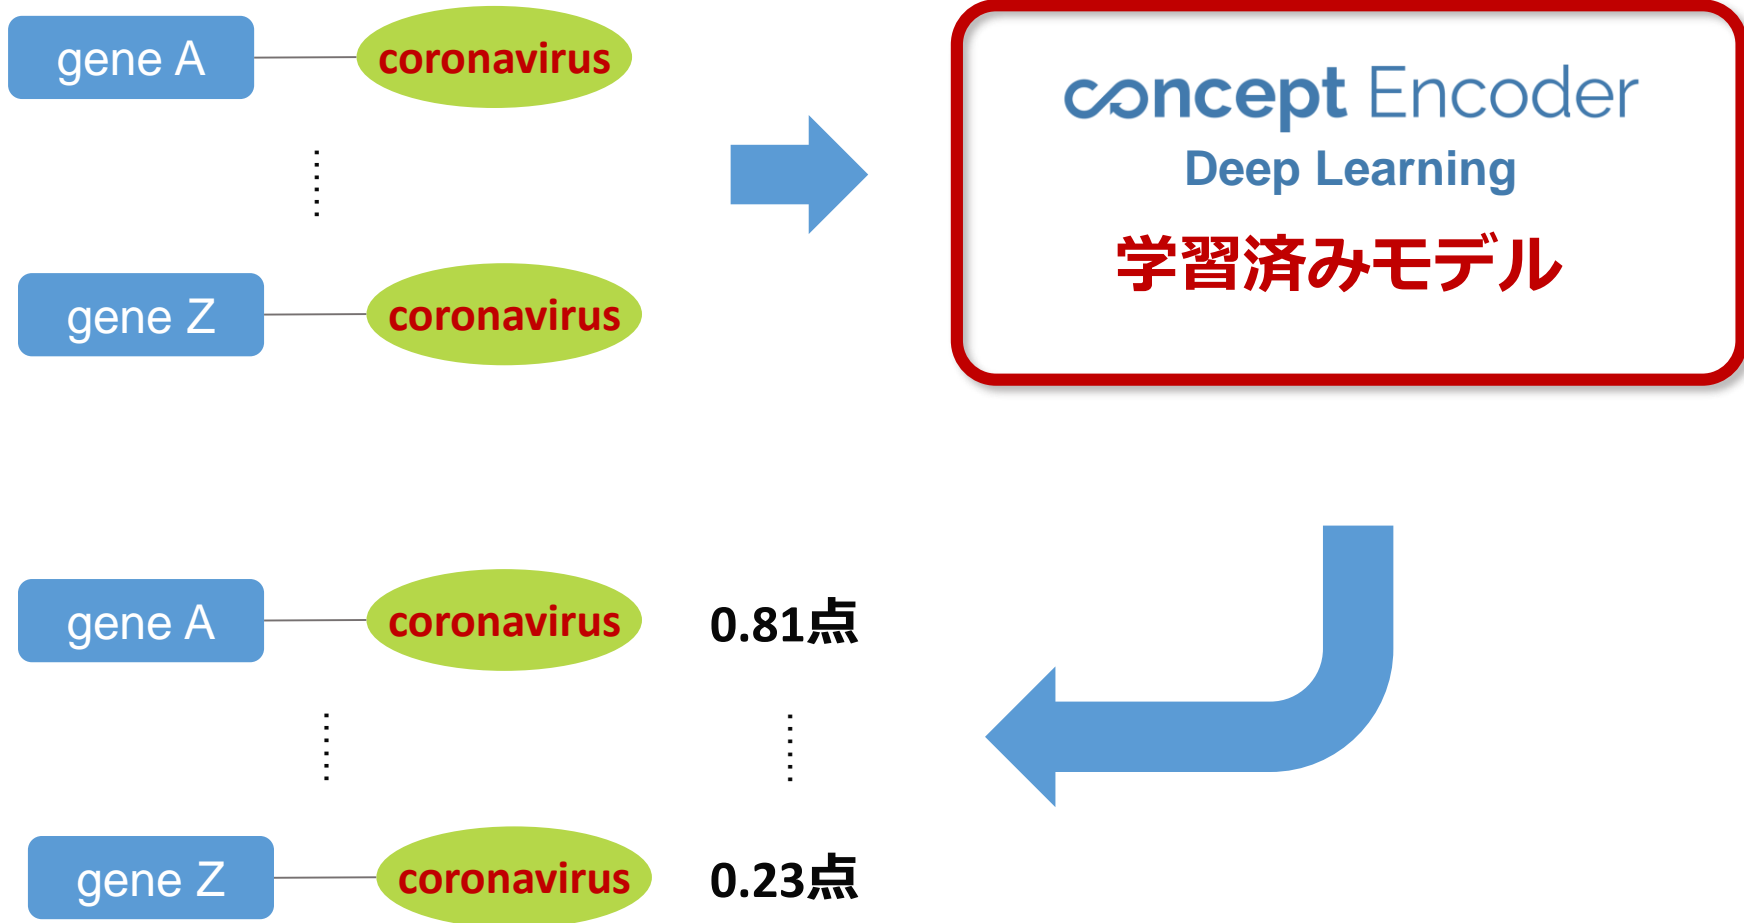 gene A
coronavirus
gene Z
coronavirus
concept Encoder
Deep Learning
学習済みモデル
gene A
coronavirus
0.81点
gene Z
coronavirus
0.23点